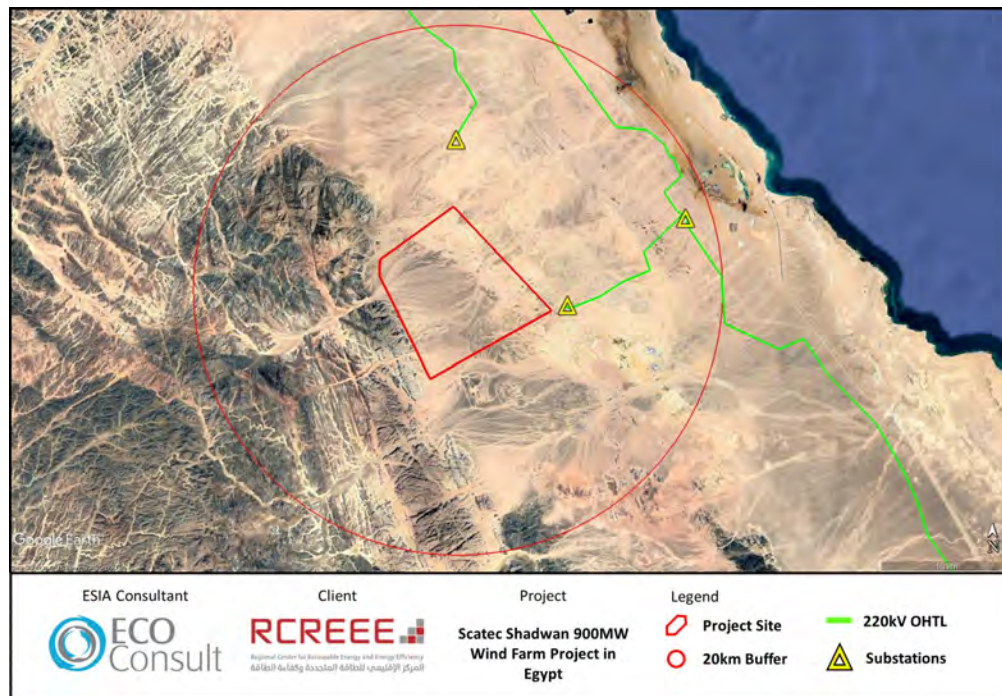 Google Earth
N
ESIA Consultant
Client
Project
Legend
ECO
Consult
RCREEE
Regional Center for Renewable Energy and Energy Efficiency
المركز الإقليمي للطاقة المتجددة وكفاءة الطاقة
Scatec Shadwan 900MW
Wind Farm Project in
Egypt
Project Site
20km Buffer
220kV OHTL
Substations